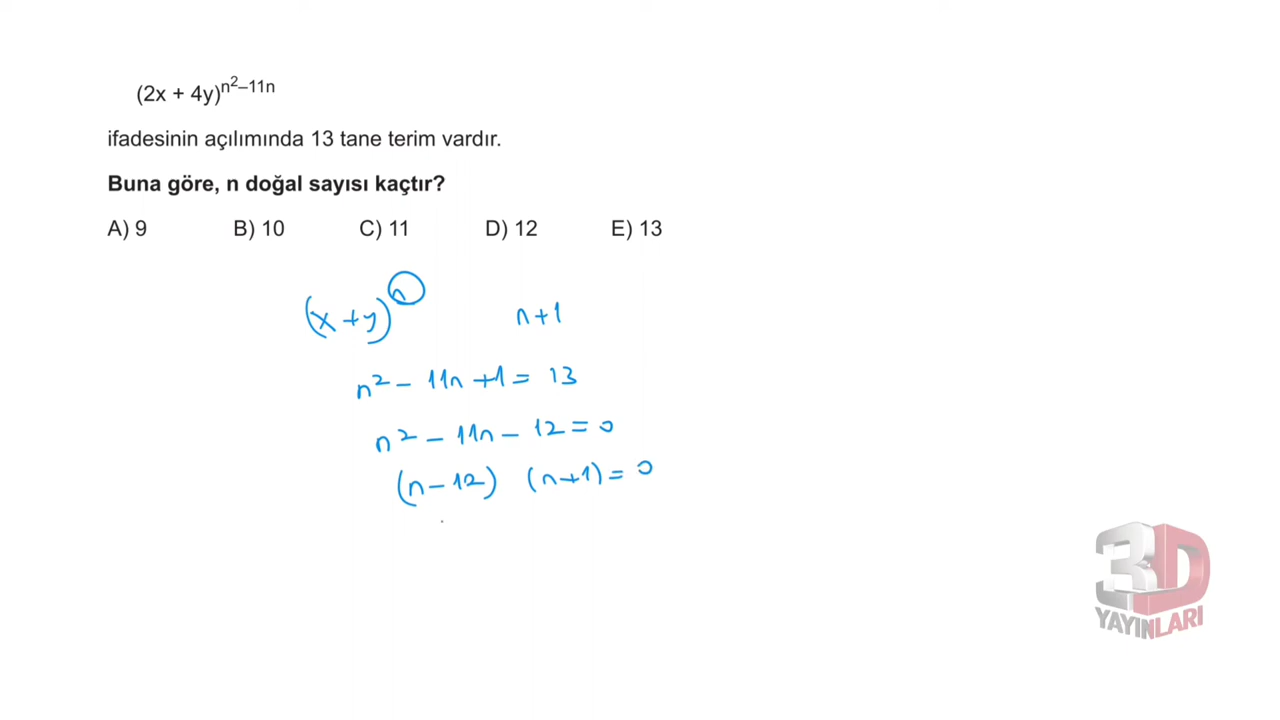 (2x + 4y)^{n²–11n}
ifadesinin açılımında 13 tane terim vardır.
Buna göre, n doğal sayısı kaçtır?
A) 9 B) 10 C) 11 D) 12 E) 13
(x + y)^n n+1
n² – 11n + 1 = 13
n² – 11n – 12 = 0
(n – 12) (n + 1) = 0
3D
YAYINLARI